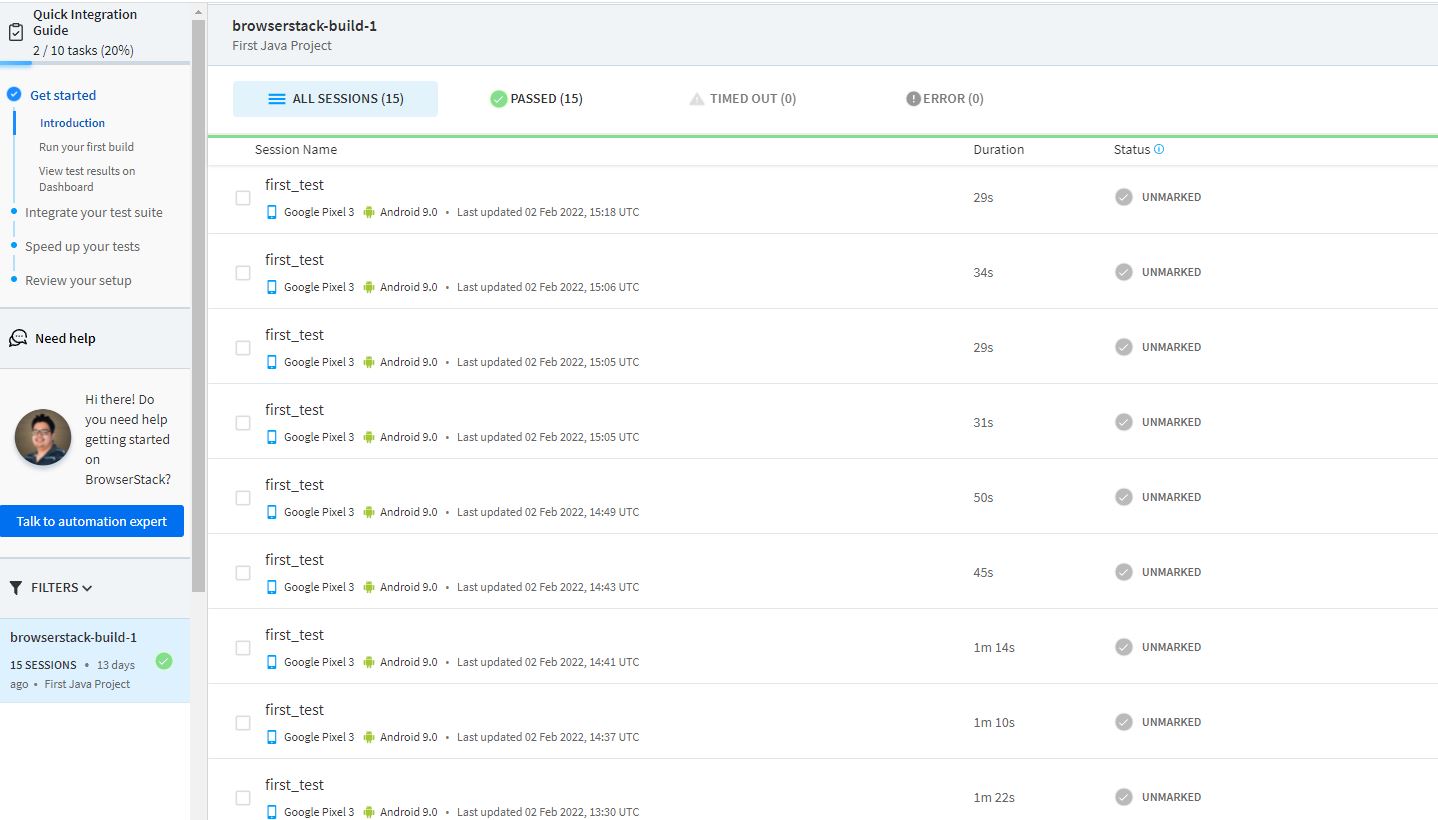 Quick Integration
Guide
2 / 10 tasks (20%)
Get started
Introduction
Run your first build
View test results on
Dashboard
Integrate your test suite
Speed up your tests
Review your setup
Need help
Hi there! Do
you need help
getting started
on
BrowserStack?
Talk to automation expert
FILTERS
browserstack-build-1
15 SESSIONS • 13 days
ago • First Java Project
browserstack-build-1
First Java Project
ALL SESSIONS (15) PASSED (15) TIMED OUT (0) ERROR (0)
Session Name Duration Status
first_test
Google Pixel 3 Android 9.0 • Last updated 02 Feb 2022, 15:18 UTC
29s UNMARKED
first_test
Google Pixel 3 Android 9.0 • Last updated 02 Feb 2022, 15:06 UTC
34s UNMARKED
first_test
Google Pixel 3 Android 9.0 • Last updated 02 Feb 2022, 15:05 UTC
29s UNMARKED
first_test
Google Pixel 3 Android 9.0 • Last updated 02 Feb 2022, 15:05 UTC
31s UNMARKED
first_test
Google Pixel 3 Android 9.0 • Last updated 02 Feb 2022, 14:49 UTC
50s UNMARKED
first_test
Google Pixel 3 Android 9.0 • Last updated 02 Feb 2022, 14:43 UTC
45s UNMARKED
first_test
Google Pixel 3 Android 9.0 • Last updated 02 Feb 2022, 14:41 UTC
1m 14s UNMARKED
first_test
Google Pixel 3 Android 9.0 • Last updated 02 Feb 2022, 14:37 UTC
1m 10s UNMARKED
first_test
Google Pixel 3 Android 9.0 • Last updated 02 Feb 2022, 13:30 UTC
1m 22s UNMARKED